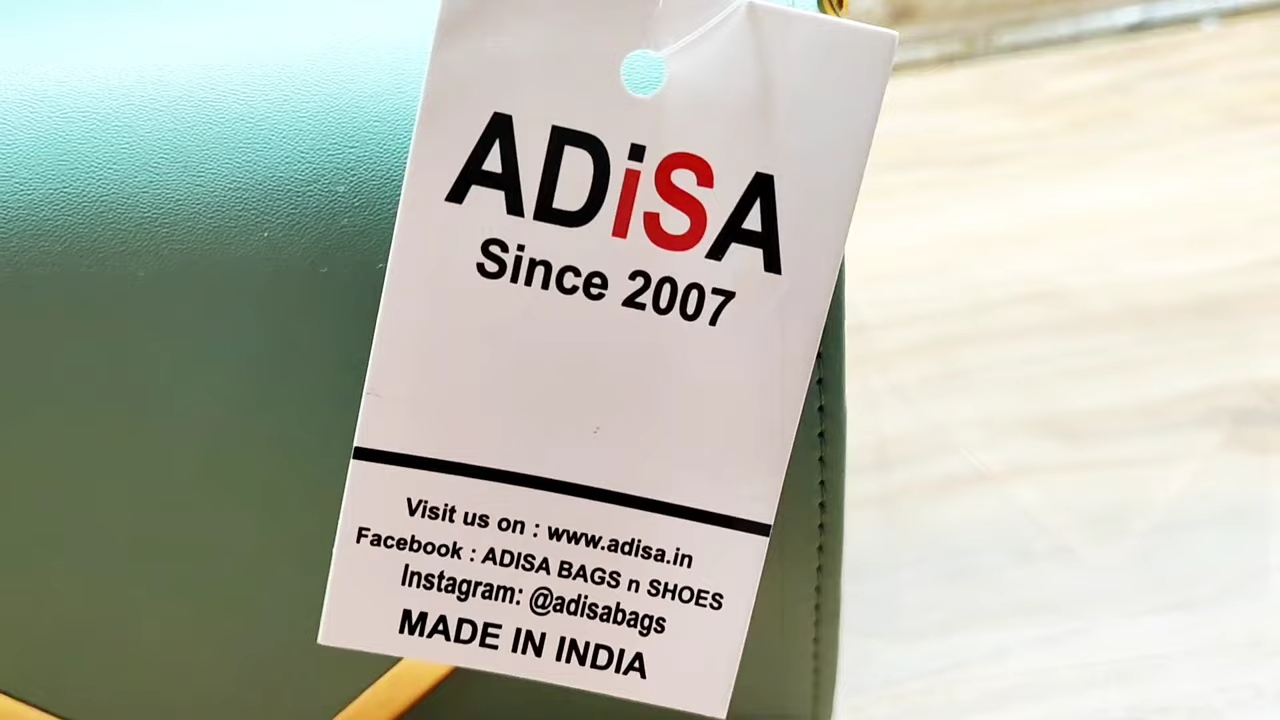 ADiSA
Since 2007
Visit us on : www.adisa.in
Facebook : ADISA BAGS n SHOES
Instagram: @adisabags
MADE IN INDIA